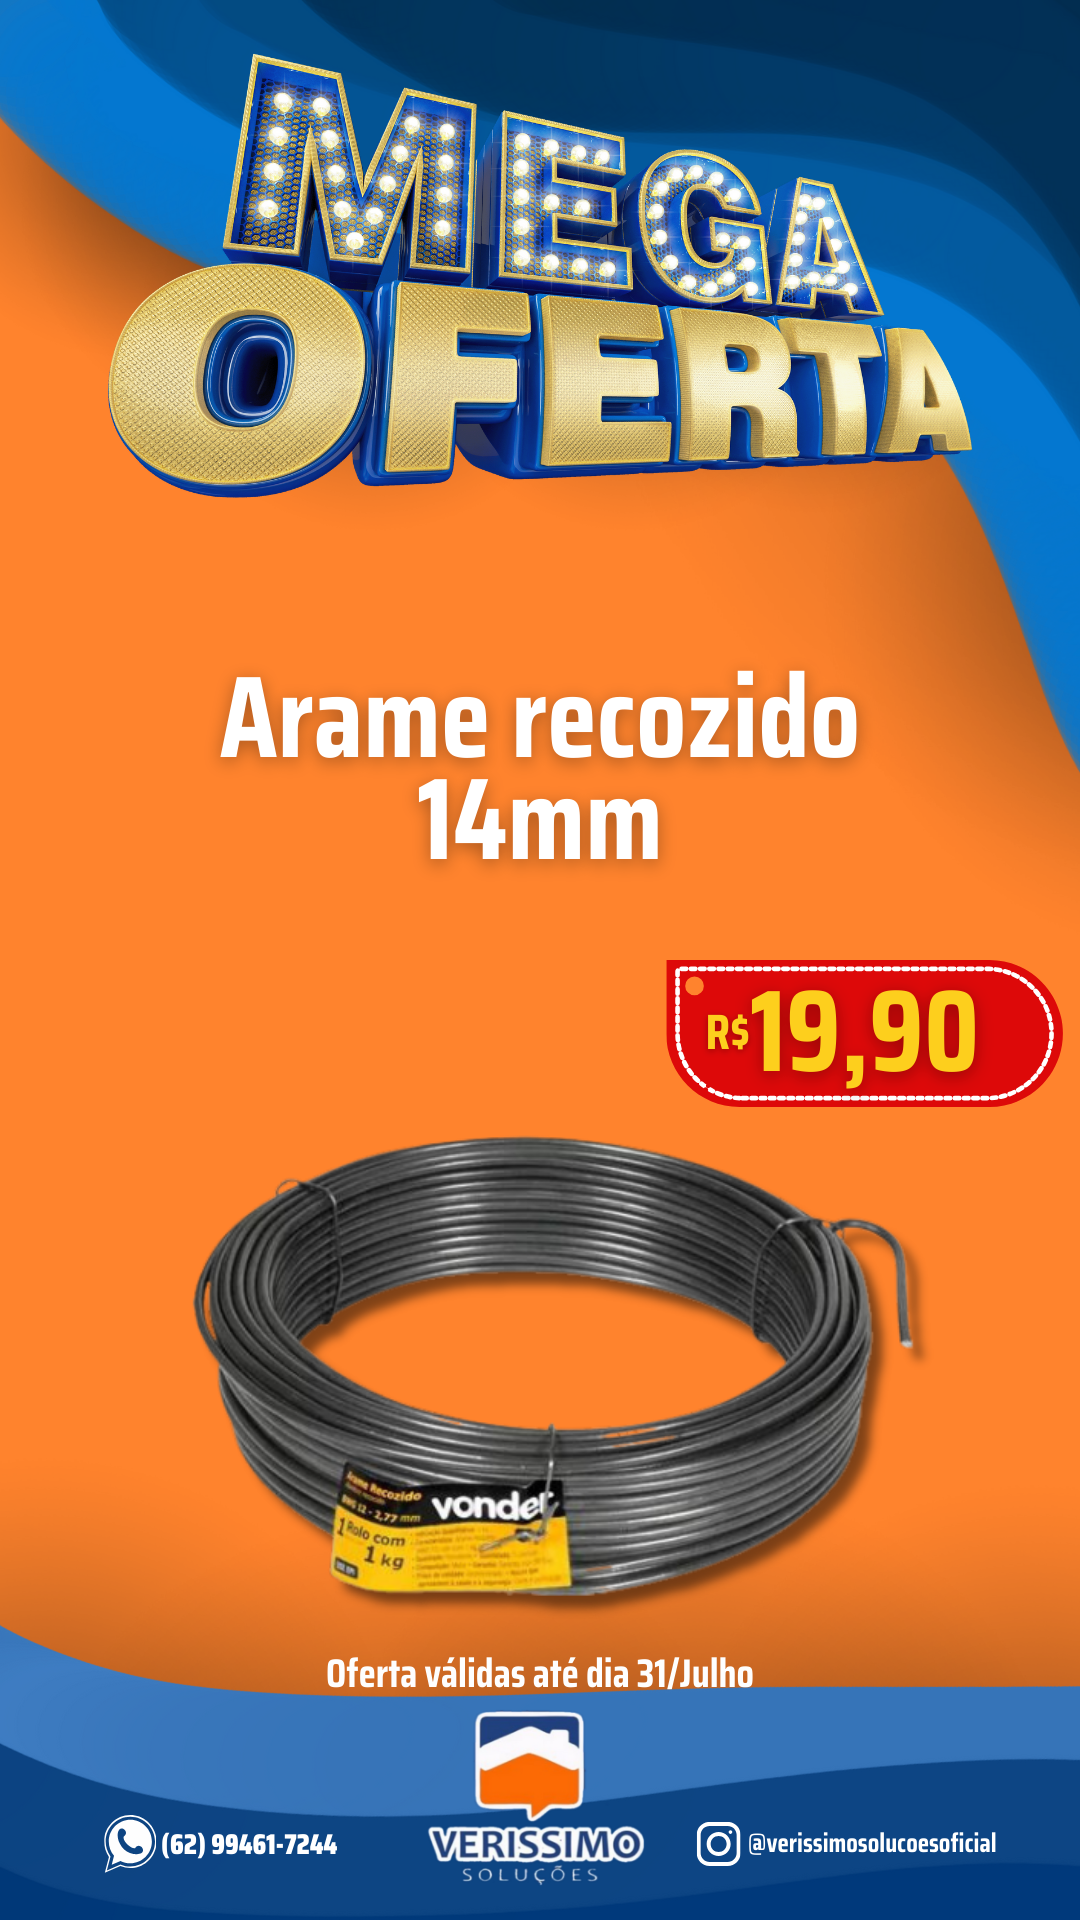 MEGA
OFERTA
Arame recozido
14mm
R$19,90
Arame Recozido
BWG 12 - 2,77 mm
vonder
1 Rolo com
1 kg
Oferta válidas até dia 31/Julho
(62) 99461-7244
VERISSIMO
SOLUÇÕES
@verissimosolucoesoficial